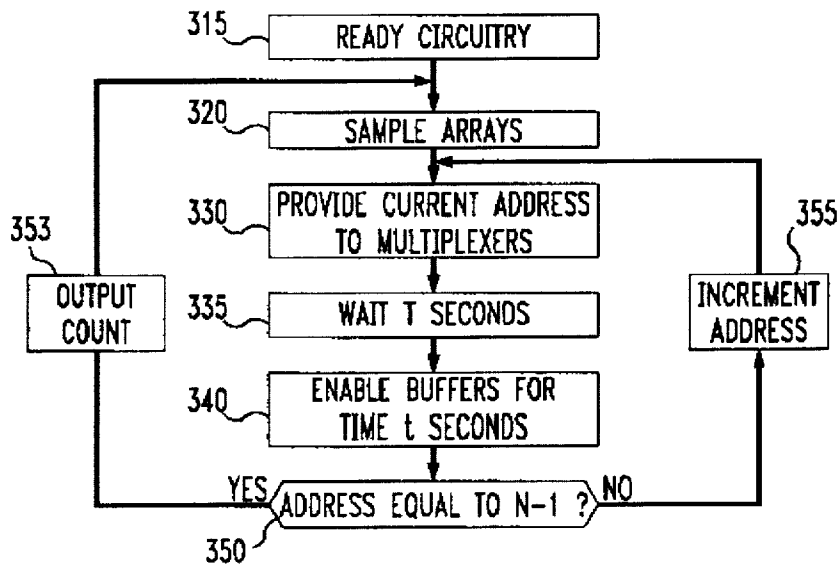 315
READY CIRCUITRY
320
SAMPLE ARRAYS
330
PROVIDE CURRENT ADDRESS
TO MULTIPLEXERS
353
OUTPUT
COUNT
355
INCREMENT
ADDRESS
335
WAIT T SECONDS
340
ENABLE BUFFERS FOR
TIME t SECONDS
YES
ADDRESS EQUAL TO N-1 ?
NO
350